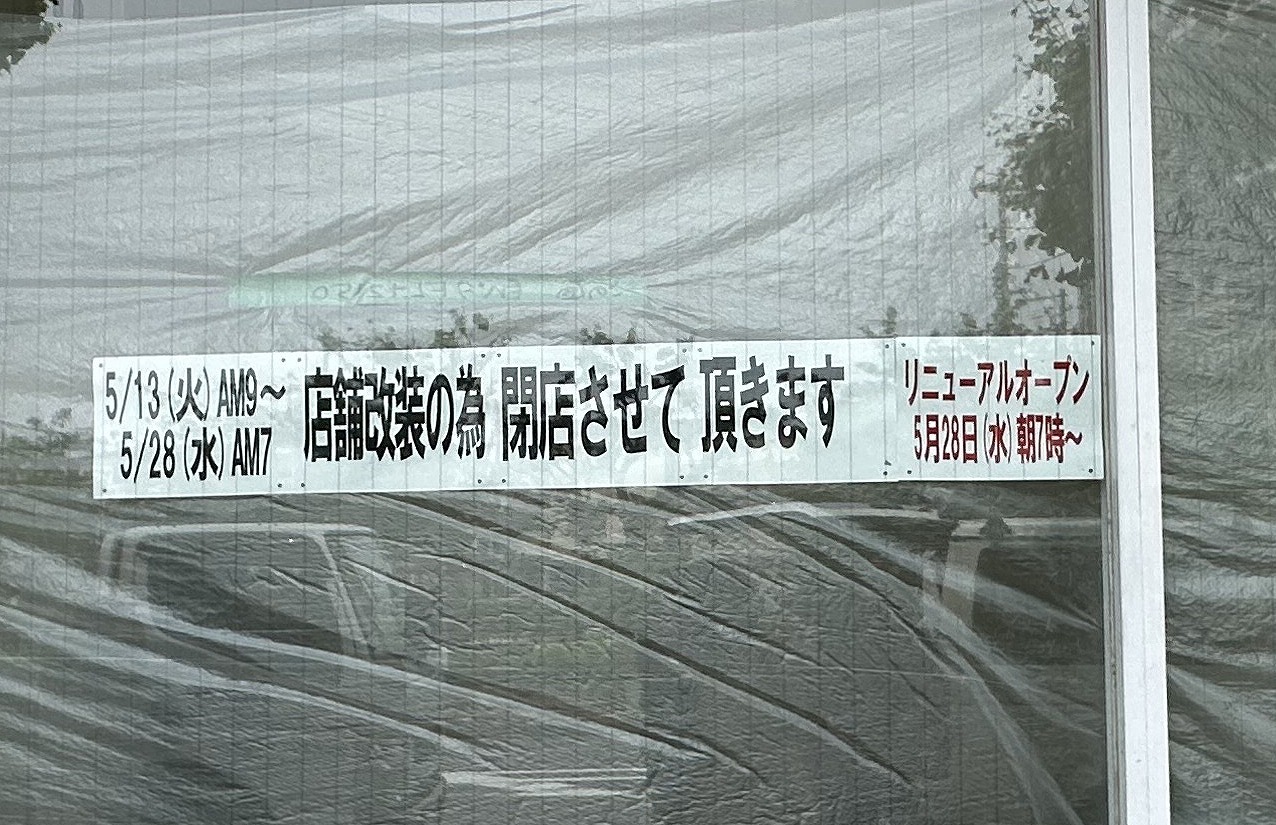 5/13(火)AM9～
5/28(水)AM7
店舗改装の為 閉店させて 頂きます
リニューアルオープン
5月28日(水)朝7時～